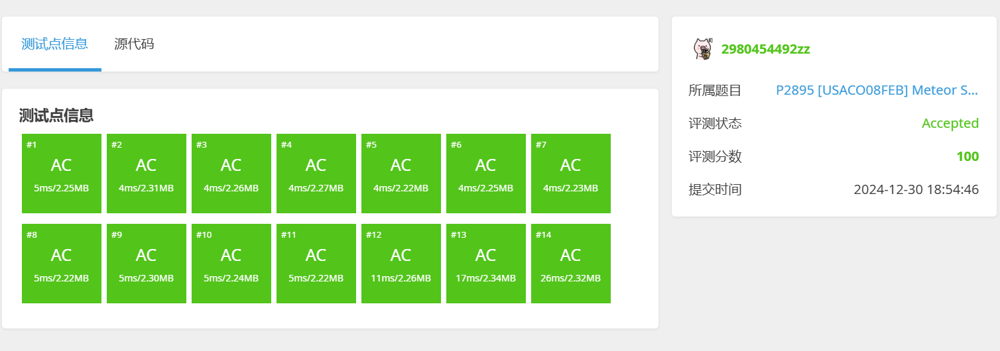 测试点信息 源代码
测试点信息
#1 #2 #3 #4 #5 #6 #7
AC AC AC AC AC AC AC
5ms/2.25MB 4ms/2.31MB 4ms/2.26MB 4ms/2.27MB 4ms/2.22MB 4ms/2.25MB 4ms/2.23MB
#8 #9 #10 #11 #12 #13 #14
AC AC AC AC AC AC AC
5ms/2.22MB 5ms/2.30MB 5ms/2.24MB 5ms/2.22MB 11ms/2.26MB 17ms/2.34MB 26ms/2.32MB
2980454492zz
所属题目 P2895 [USACO08FEB] Meteor S...
评测状态 Accepted
评测分数 100
提交时间 2024-12-30 18:54:46